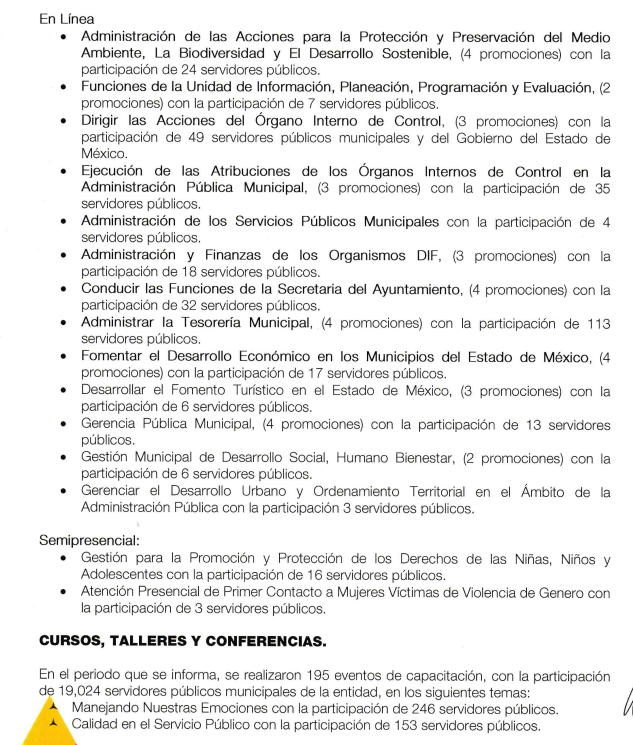 En Línea
• Administración de las Acciones para la Protección y Preservación del Medio
Ambiente, La Biodiversidad y El Desarrollo Sostenible, (4 promociones) con la
participación de 24 servidores públicos.
• Funciones de la Unidad de Información, Planeación, Programación y Evaluación, (2
promociones) con la participación de 7 servidores públicos.
• Dirigir las Acciones del Órgano Interno de Control, (3 promociones) con la
participación de 49 servidores públicos municipales y del Gobierno del Estado de
México.
• Ejecución de las Atribuciones de los Órganos Internos de Control en la
Administración Pública Municipal, (3 promociones) con la participación de 35
servidores públicos.
• Administración de los Servicios Públicos Municipales con la participación de 4
servidores públicos.
• Administración y Finanzas de los Organismos DIF, (3 promociones) con la
participación de 18 servidores públicos.
• Conducir las Funciones de la Secretaria del Ayuntamiento, (4 promociones) con la
participación de 32 servidores públicos.
• Administrar la Tesorería Municipal, (4 promociones) con la participación de 113
servidores públicos.
• Fomentar el Desarrollo Económico en los Municipios del Estado de México, (4
promociones) con la participación de 17 servidores públicos.
• Desarrollar el Fomento Turístico en el Estado de México, (3 promociones) con la
participación de 6 servidores públicos.
• Gerencia Pública Municipal, (4 promociones) con la participación de 13 servidores
públicos.
• Gestión Municipal de Desarrollo Social, Humano Bienestar, (2 promociones) con la
participación de 6 servidores públicos.
• Gerenciar el Desarrollo Urbano y Ordenamiento Territorial en el Ámbito de la
Administración Pública con la participación 3 servidores públicos.
Semipresencial:
• Gestión para la Promoción y Protección de los Derechos de las Niñas, Niños y
Adolescentes con la participación de 16 servidores públicos.
• Atención Presencial de Primer Contacto a Mujeres Víctimas de Violencia de Genero con
la participación de 3 servidores públicos.
CURSOS, TALLERES Y CONFERENCIAS.
En el periodo que se informa, se realizaron 195 eventos de capacitación, con la participación
de 19,024 servidores públicos municipales de la entidad, en los siguientes temas:
Manejando Nuestras Emociones con la participación de 246 servidores públicos.
Calidad en el Servicio Público con la participación de 153 servidores públicos.